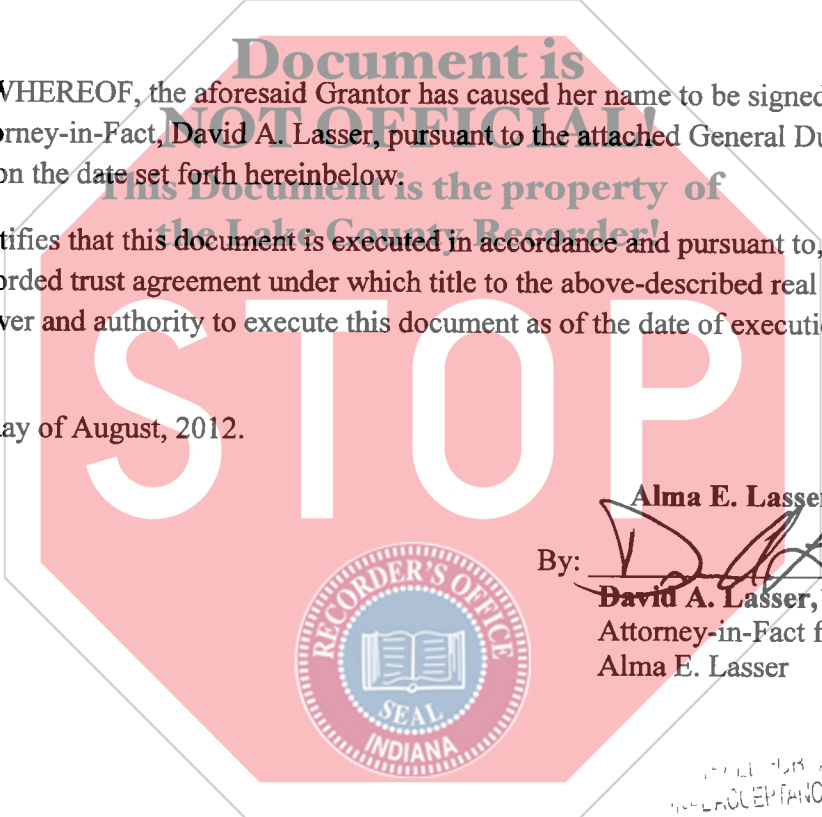 Document is
WHEREOF, the aforesaid Grantor has caused her name to be signed
NOT OFFICIAL!
orney-in-Fact, David A. Lasser, pursuant to the attached General Du
on the date set forth hereinbelow.
This Document is the property of
the Lake County Recorder!
tifies that this document is executed in accordance and pursuant to,
orded trust agreement under which title to the above-described real
wer and authority to execute this document as of the date of executi
STOP
ay of August, 2012.
Alma E. Lasser
By:
David A. Lasser,
Attorney-in-Fact f
Alma E. Lasser
RECORDER'S OFFICE
SEAL
INDIANA